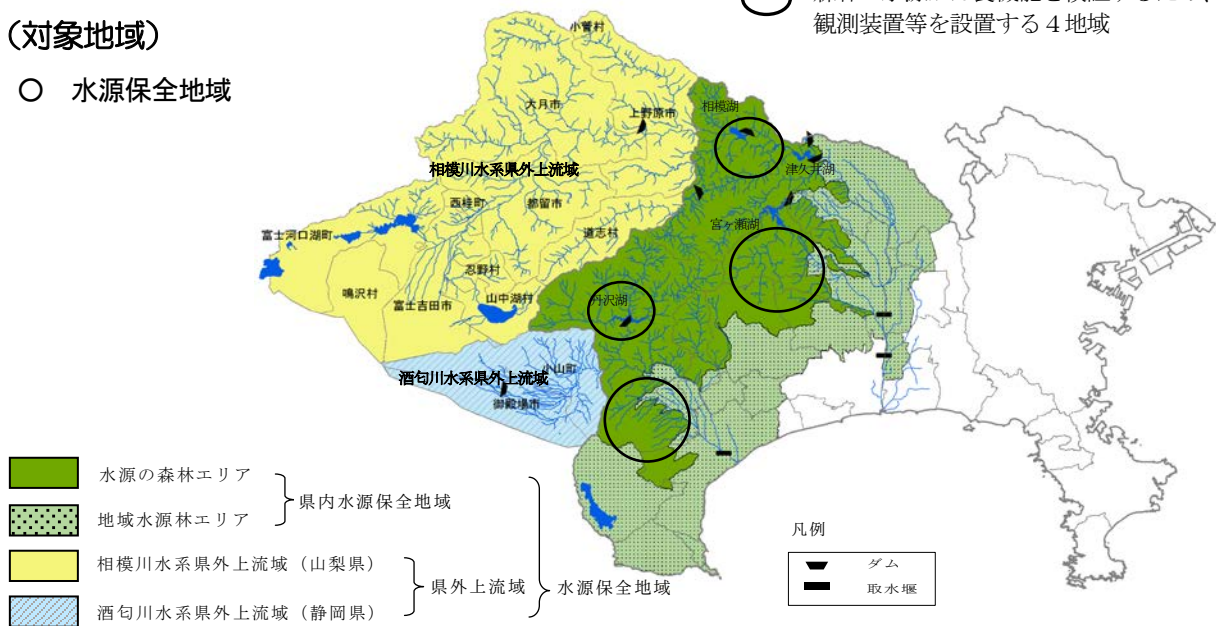 観測装置等を設置する4地域
(対象地域)
○ 水源保全地域
小菅村
大月市
上野原市
相模湖
津久井湖
相模川水系県外上流域
西桂町
都留市
宮ヶ瀬湖
道志村
富士河口湖町
忍野村
鳴沢村
富士吉田市
山中湖村
丹沢湖
酒匂川水系県外上流域
小山町
御殿場市
水源の森林エリア
地域水源林エリア
県内水源保全地域
相模川水系県外上流域(山梨県)
酒匂川水系県外上流域(静岡県)
県外上流域
水源保全地域
凡例
ダム
取水堰